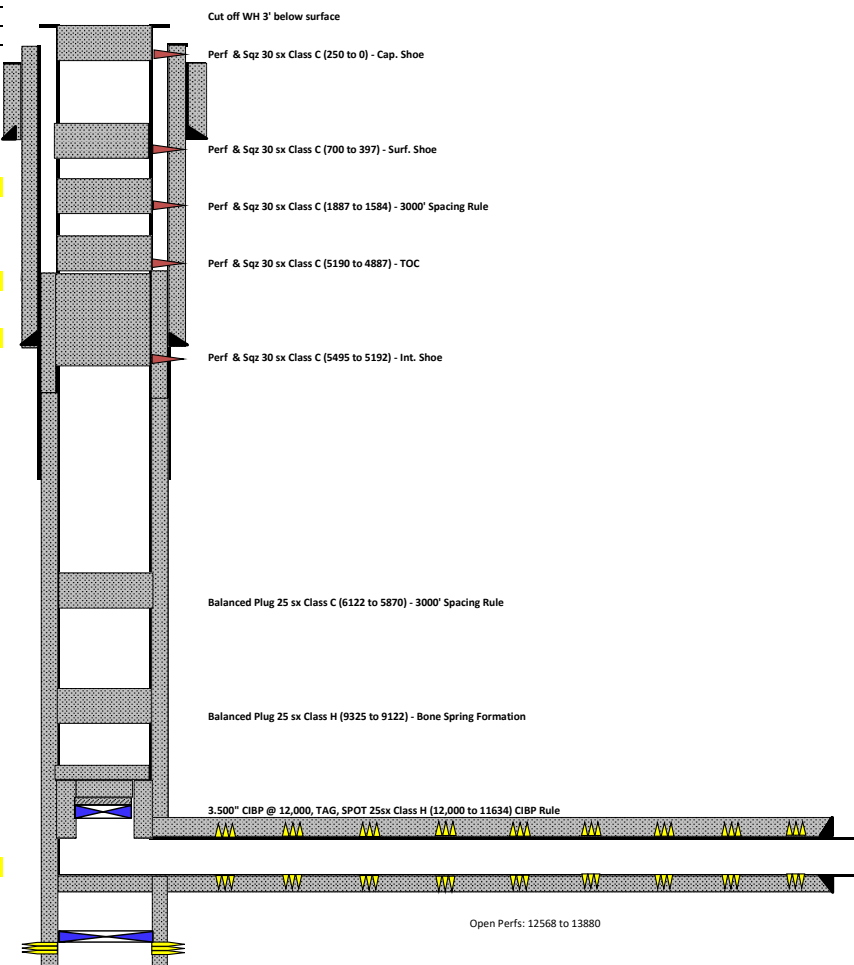 Cut off WH 3' below surface
Perf & Sqz 30 sx Class C (250 to 0) - Cap. Shoe
Perf & Sqz 30 sx Class C (700 to 397) - Surf. Shoe
Perf & Sqz 30 sx Class C (1887 to 1584) - 3000' Spacing Rule
Perf & Sqz 30 sx Class C (5190 to 4887) - TOC
Perf & Sqz 30 sx Class C (5495 to 5192) - Int. Shoe
Balanced Plug 25 sx Class C (6122 to 5870) - 3000' Spacing Rule
Balanced Plug 25 sx Class H (9325 to 9122) - Bone Spring Formation
3.500" CIBP @ 12,000, TAG, SPOT 25sx Class H (12,000 to 11634) CIBP Rule
Open Perfs: 12568 to 13880